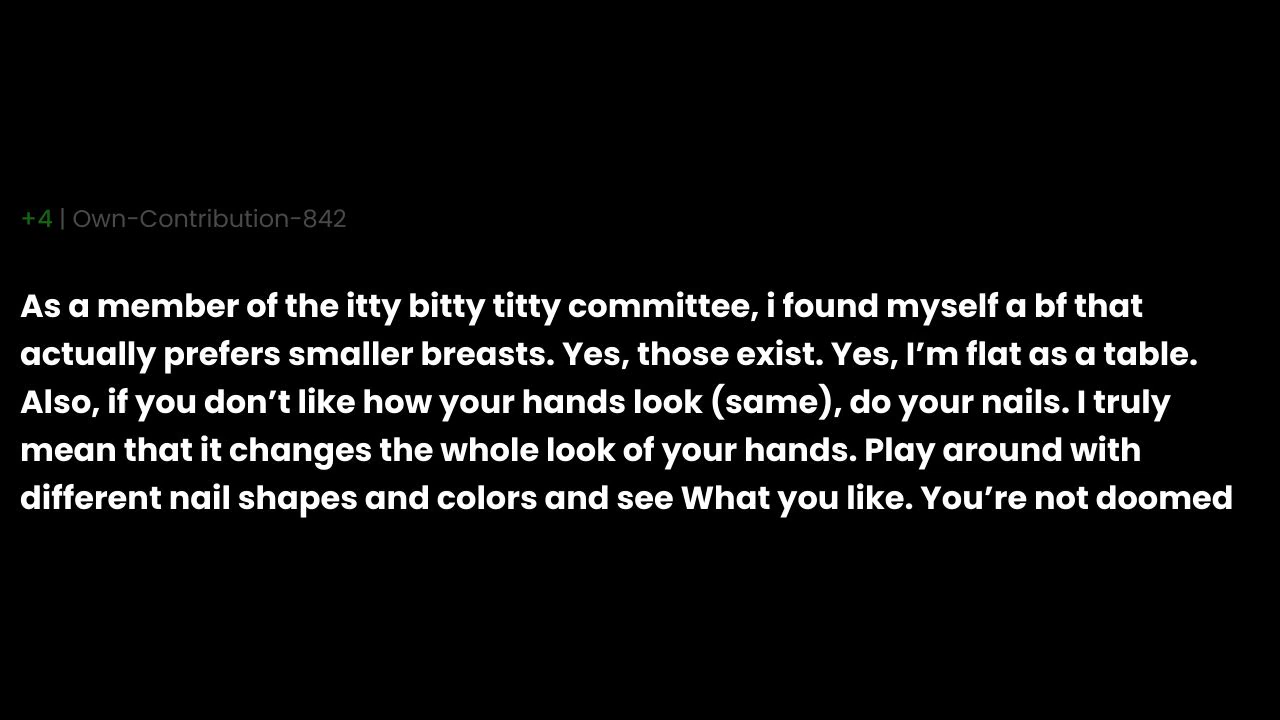 +4 | Own-Contribution-842
As a member of the itty bitty titty committee, i found myself a bf that
actually prefers smaller breasts. Yes, those exist. Yes, I’m flat as a table.
Also, if you don’t like how your hands look (same), do your nails. I truly
mean that it changes the whole look of your hands. Play around with
different nail shapes and colors and see What you like. You’re not doomed